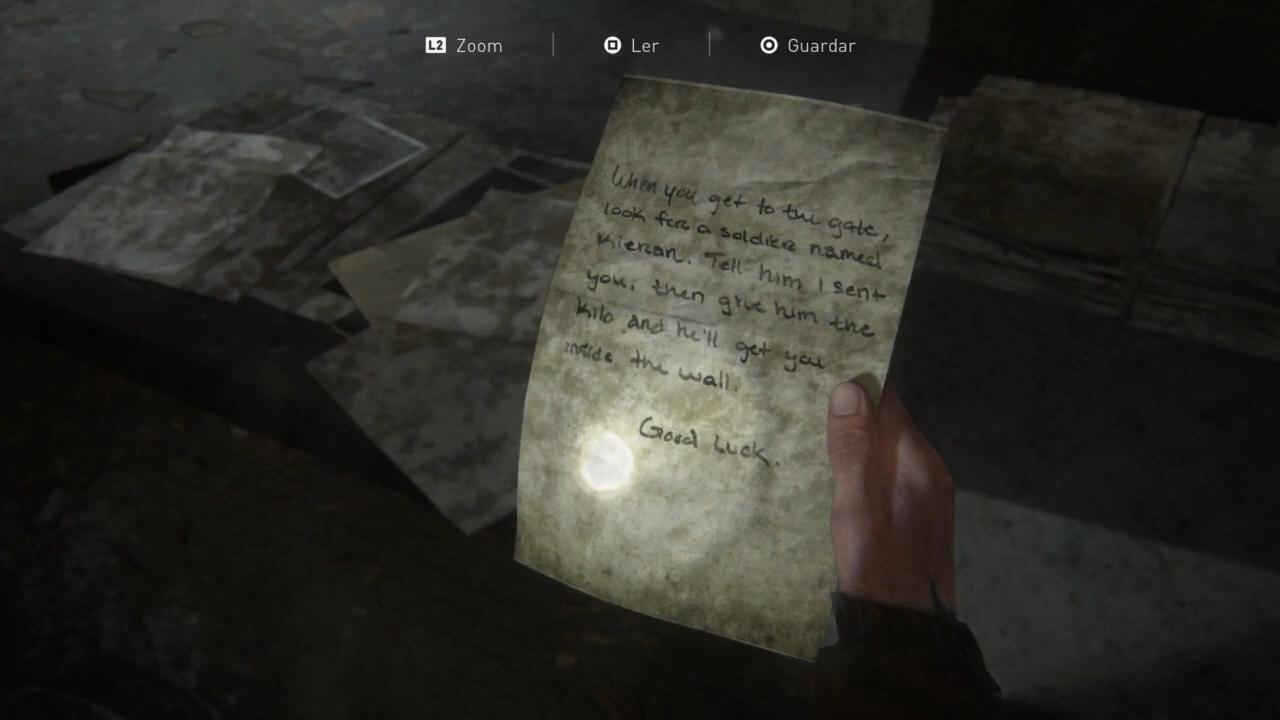 L2 Zoom Ler Guardar
When you get to the gate,
look for a soldier named
Kieran. Tell him I sent
you, then give him the
kilo and he'll get you
inside the wall.
Good Luck.